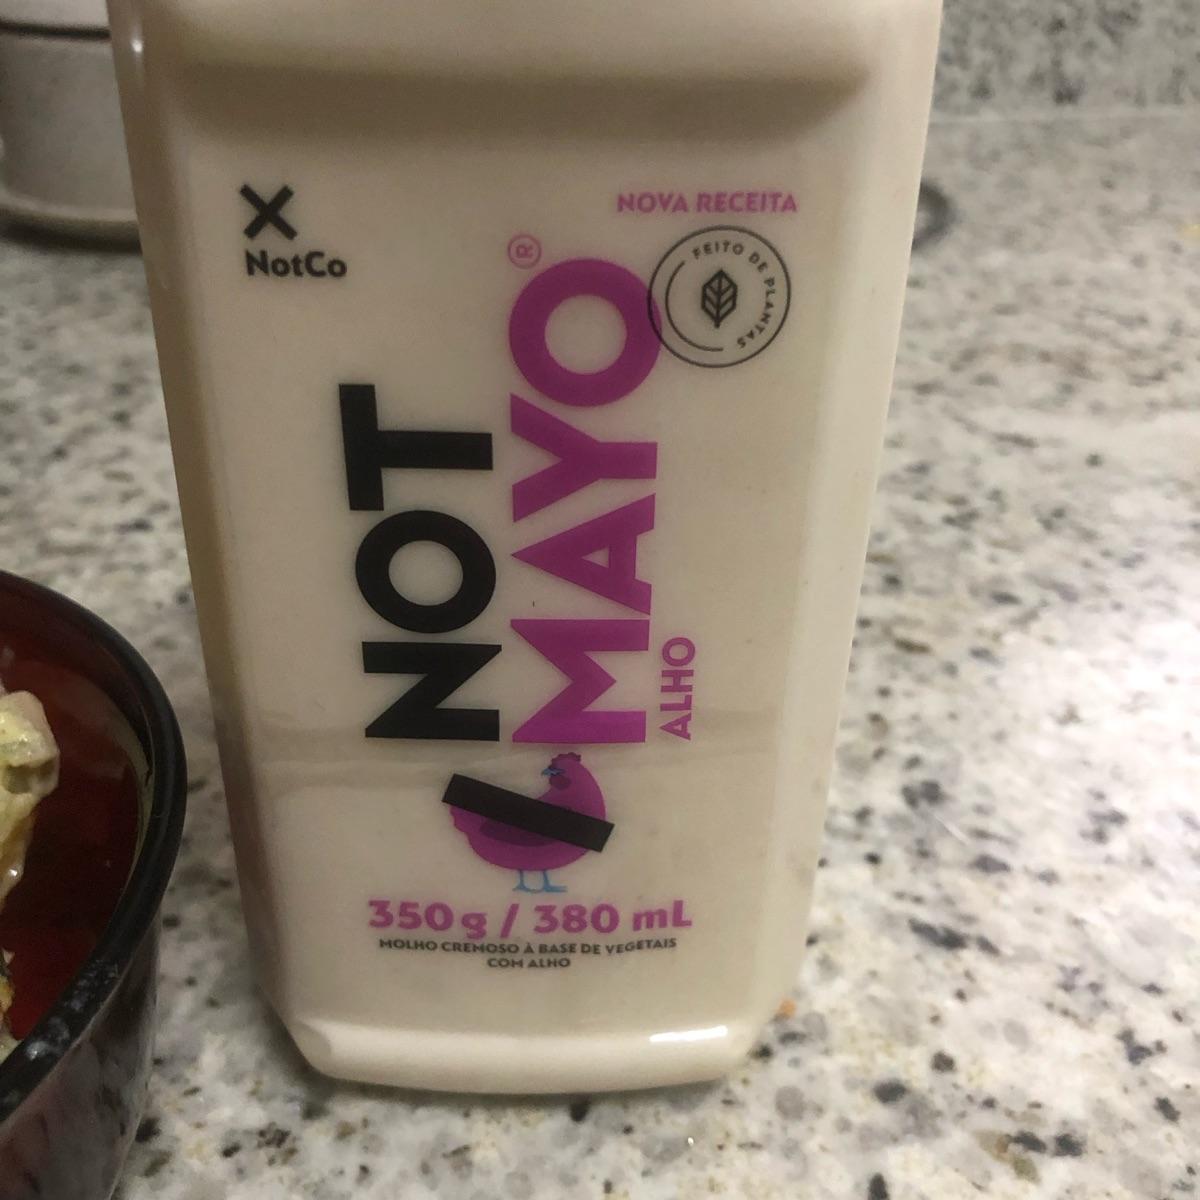 NotCo
NOVA RECEITA
FEITO DE PLANTAS
NOT
MAYO®
ALHO
350g / 380 mL
MOLHO CREMOSO À BASE DE VEGETAIS
COM ALHO